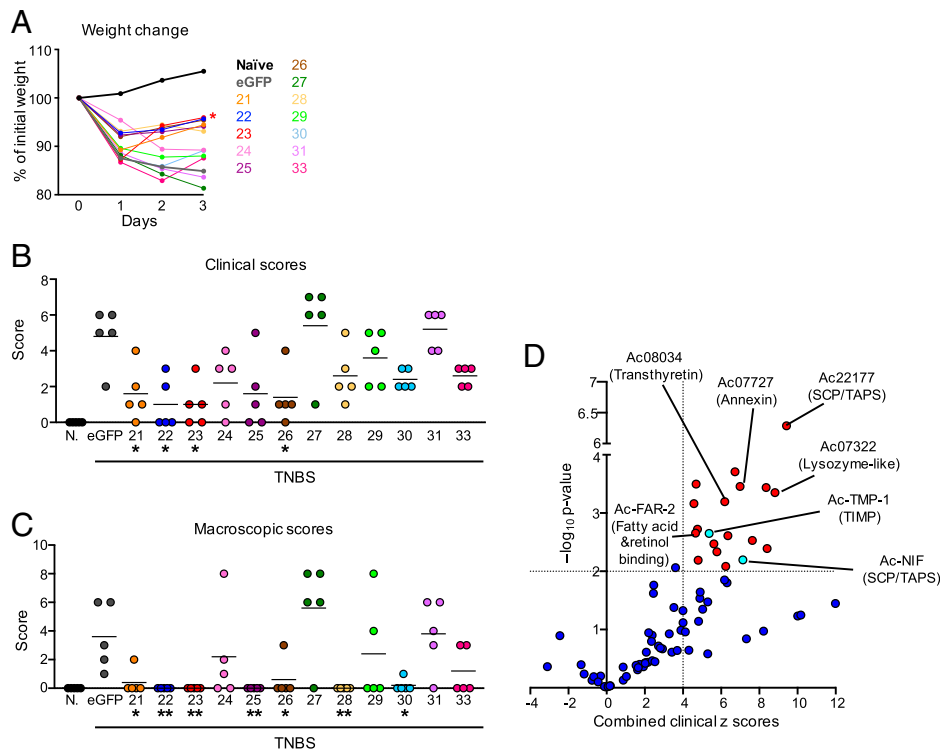 A
Weight change
110
100
90
80
% of initial weight
0 1 2 3
Days
*
Naïve 26
eGFP 27
21 28
22 29
23 30
24 31
25 33
B
Clinical scores
8
6
4
2
0
Score
N. eGFP 21 22 23 24 25 26 27 28 29 30 31 33
* * * *
TNBS
C
Macroscopic scores
10
8
6
4
2
0
Score
N. eGFP 21 22 23 24 25 26 27 28 29 30 31 33
* ** ** ** * ** *
TNBS
D
Ac08034
(Transthyretin)
Ac07727
(Annexin)
Ac22177
(SCP/TAPS)
Ac07322
(Lysozyme-like)
Ac-TMP-1
(TIMP)
Ac-FAR-2
(Fatty acid
&retinol
binding)
Ac-NIF
(SCP/TAPS)
7
6.5
6
4
3
2
1
−log10 p-value
-4 -2 0 2 4 6 8 10 12
Combined clinical z scores